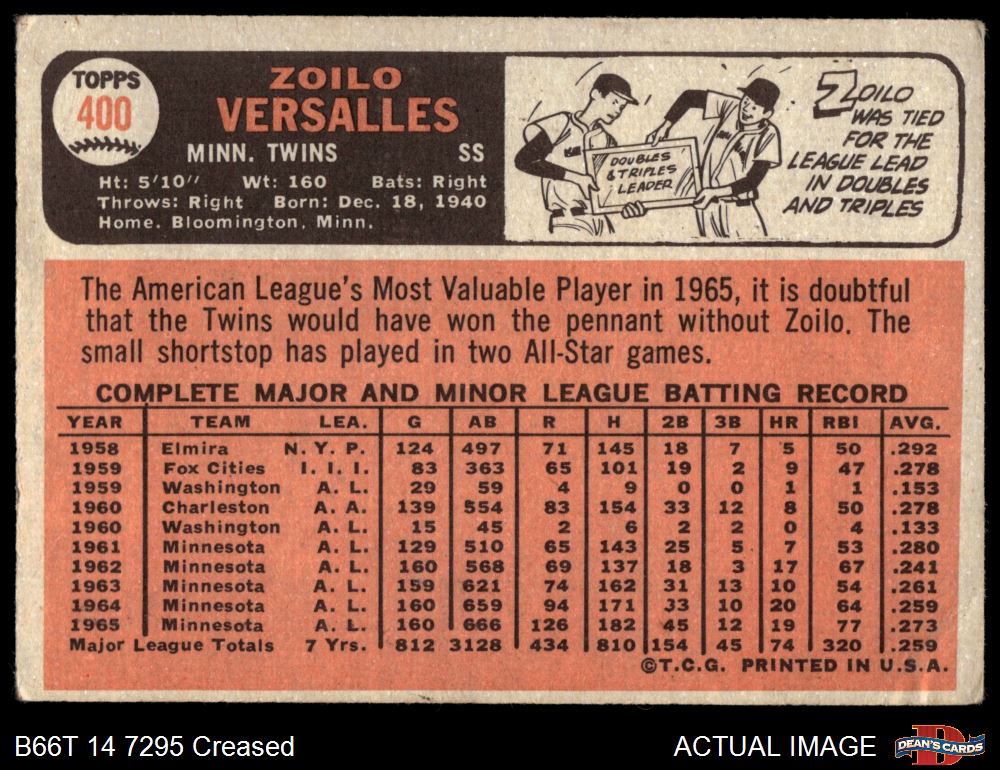 TOPPS
400
ZOILO
VERSALLES
MINN. TWINS SS
Ht: 5'10" Wt: 160 Bats: Right
Throws: Right Born: Dec. 18, 1940
Home. Bloomington, Minn.
DOUBLES
& TRIPLES
LEADER
ZOILO
WAS TIED
FOR THE
LEAGUE LEAD
IN DOUBLES
AND TRIPLES
The American League's Most Valuable Player in 1965, it is doubtful
that the Twins would have won the pennant without Zoilo. The
small shortstop has played in two All-Star games.
COMPLETE MAJOR AND MINOR LEAGUE BATTING RECORD
YEAR TEAM LEA. G AB R H 2B 3B HR RBI AVG.
1958 Elmira N. Y. P. 124 497 71 145 18 7 5 50 .292
1959 Fox Cities I. I. I. 83 363 65 101 19 2 9 47 .278
1959 Washington A. L. 29 59 4 9 0 0 1 1 .153
1960 Charleston A. A. 139 554 83 154 33 12 8 50 .278
1960 Washington A. L. 15 45 2 6 2 2 0 4 .133
1961 Minnesota A. L. 129 510 65 143 25 5 7 53 .280
1962 Minnesota A. L. 160 568 69 137 18 3 17 67 .241
1963 Minnesota A. L. 159 621 74 162 31 13 10 54 .261
1964 Minnesota A. L. 160 659 94 171 33 10 20 64 .259
1965 Minnesota A. L. 160 666 126 182 45 12 19 77 .273
Major League Totals 7 Yrs. 812 3128 434 810 154 45 74 320 .259
©T.C.G. PRINTED IN U.S.A.
B66T 14 7295 Creased
ACTUAL IMAGE
DEAN'S CARDS